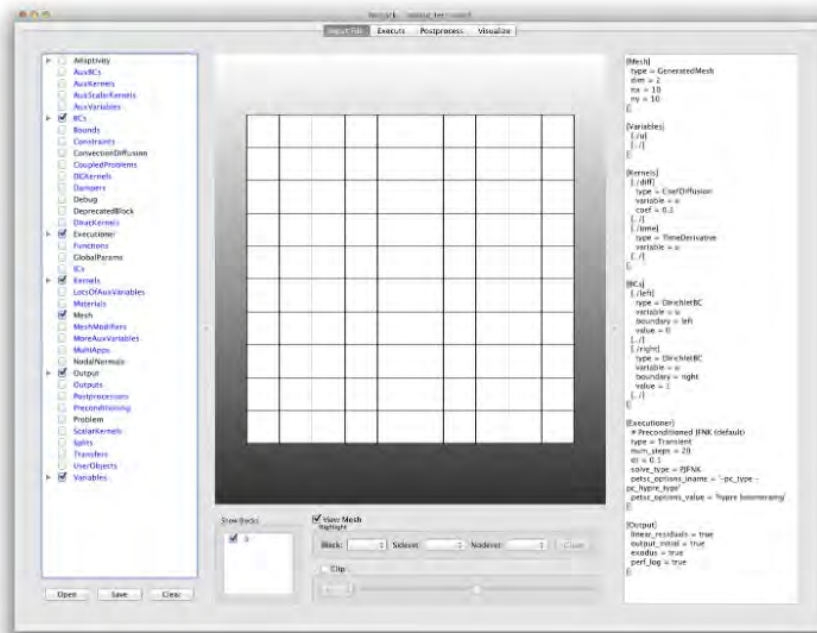 Input File Execute Postprocess Visualize
Adaptivity
AuxBCs
AuxKernels
AuxScalarKernels
AuxVariables
BCs
Bounds
Constraints
ConvectionDiffusion
CoupledProblems
DGKernels
Dampers
Debug
DeprecatedBlock
DiracKernels
Executioner
Functions
GlobalParams
ICs
Kernels
LotsOfAuxVariables
Materials
Mesh
MeshModifiers
MoreAuxVariables
MultiApps
NodalNormals
Output
Outputs
Postprocessors
Preconditioning
Problem
ScalarKernels
Splits
Transfers
UserObjects
Variables
Open Save Clear
Show Blocks
0
View Mesh
Highlight
Block: Sideset: Nodeset: Clear
Clip
[Mesh]
type = GeneratedMesh
dim = 2
nx = 10
ny = 10
[]
[Variables]
[./u]
[../]
[]
[Kernels]
[./diff]
type = CoefDiffusion
variable = u
coef = 0.1
[../]
[./time]
type = TimeDerivative
variable = u
[../]
[]
[BCs]
[./left]
type = DirichletBC
variable = u
boundary = left
value = 0
[../]
[./right]
type = DirichletBC
variable = u
boundary = right
value = 1
[../]
[]
[Executioner]
# Preconditioned JFNK (default)
type = Transient
num_steps = 20
dt = 0.1
solve_type = PJFNK
petsc_options_iname = '-pc_type -
pc_hypre_type'
petsc_options_value = 'hypre boomeramg'
[]
[Output]
linear_residuals = true
output_initial = true
exodus = true
perf_log = true
[]